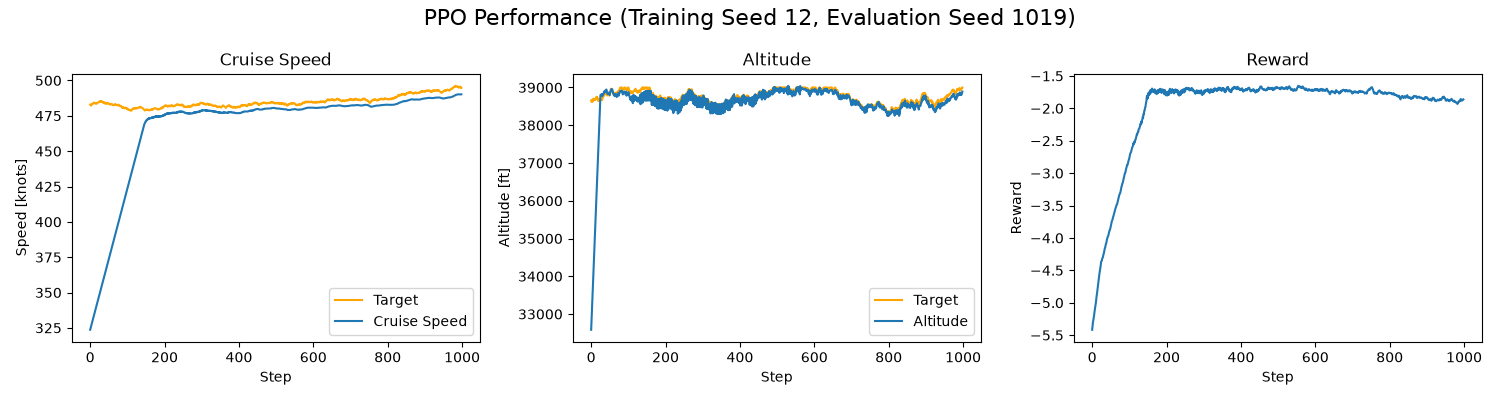 PPO Performance (Training Seed 12, Evaluation Seed 1019)
Cruise Speed
Speed [knots]
500
475
450
425
400
375
350
325
0 200 400 600 800 1000
Step
Target
Cruise Speed
Altitude
Altitude [ft]
39000
38000
37000
36000
35000
34000
33000
0 200 400 600 800 1000
Step
Target
Altitude
Reward
Reward
−1.5
−2.0
−2.5
−3.0
−3.5
−4.0
−4.5
−5.0
−5.5
0 200 400 600 800 1000
Step